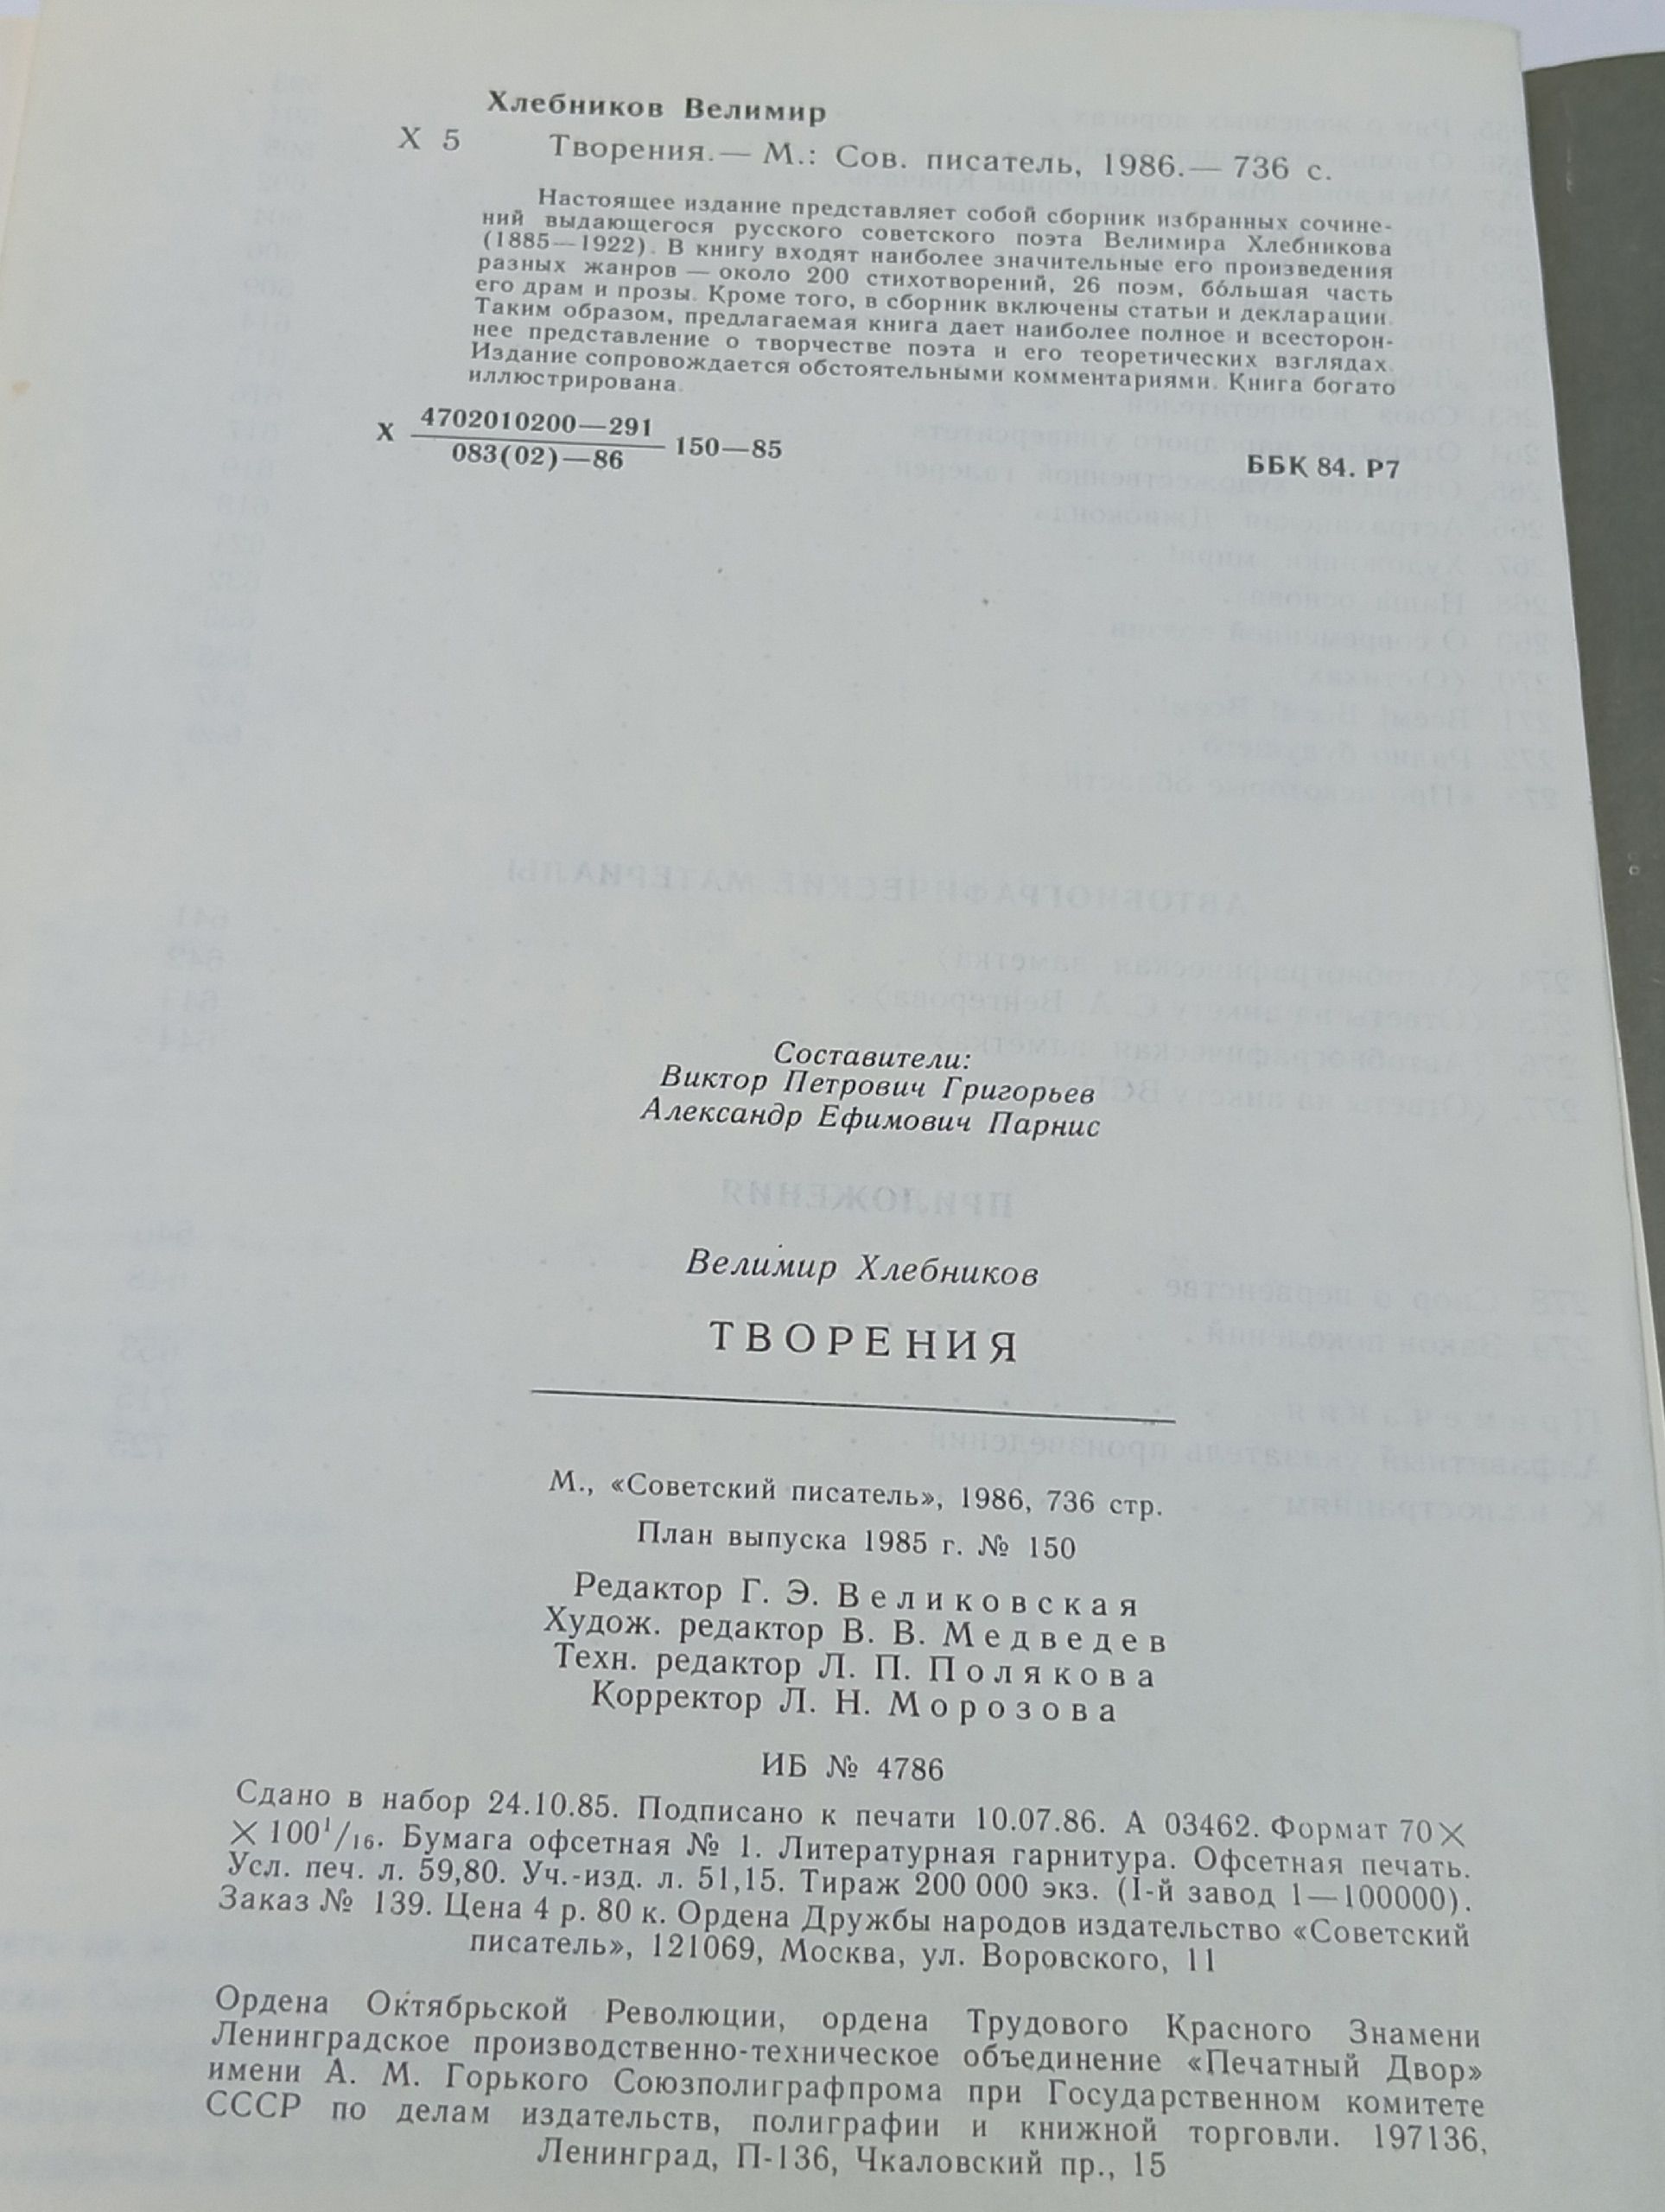 Хлебников Велимир
Х 5 Творения.— М.: Сов. писатель, 1986.— 736 с.
Настоящее издание представляет собой сборник избранных сочине-
ний выдающегося русского советского поэта Велимира Хлебникова
(1885—1922). В книгу входят наиболее значительные его произведения
разных жанров — около 200 стихотворений, 26 поэм, бо́льшая часть
его драм и прозы. Кроме того, в сборник включены статьи и декларации.
Таким образом, предлагаемая книга дает наиболее полное и всесторон-
нее представление о творчестве поэта и его теоретических взглядах.
Издание сопровождается обстоятельными комментариями. Книга богато
иллюстрирована.
4702010200—291
Х 150—85
083(02)—86
ББК 84. Р7
Составители:
Виктор Петрович Григорьев
Александр Ефимович Парнис
Велимир Хлебников
ТВОРЕНИЯ
М., «Советский писатель», 1986, 736 стр.
План выпуска 1985 г. № 150
Редактор Г. Э. Великовская
Худож. редактор В. В. Медведев
Техн. редактор Л. П. Полякова
Корректор Л. Н. Морозова
ИБ № 4786
Сдано в набор 24.10.85. Подписано к печати 10.07.86. А 03462. Формат 70×
×100¹/₁₆. Бумага офсетная № 1. Литературная гарнитура. Офсетная печать.
Усл. печ. л. 59,80. Уч.-изд. л. 51,15. Тираж 200 000 экз. (I-й завод 1—100000).
Заказ № 139. Цена 4 р. 80 к. Ордена Дружбы народов издательство «Советский
писатель», 121069, Москва, ул. Воровского, 11
Ордена Октябрьской Революции, ордена Трудового Красного Знамени
Ленинградское производственно-техническое объединение «Печатный Двор»
имени А. М. Горького Союзполиграфпрома при Государственном комитете
СССР по делам издательств, полиграфии и книжной торговли. 197136,
Ленинград, П-136, Чкаловский пр., 15